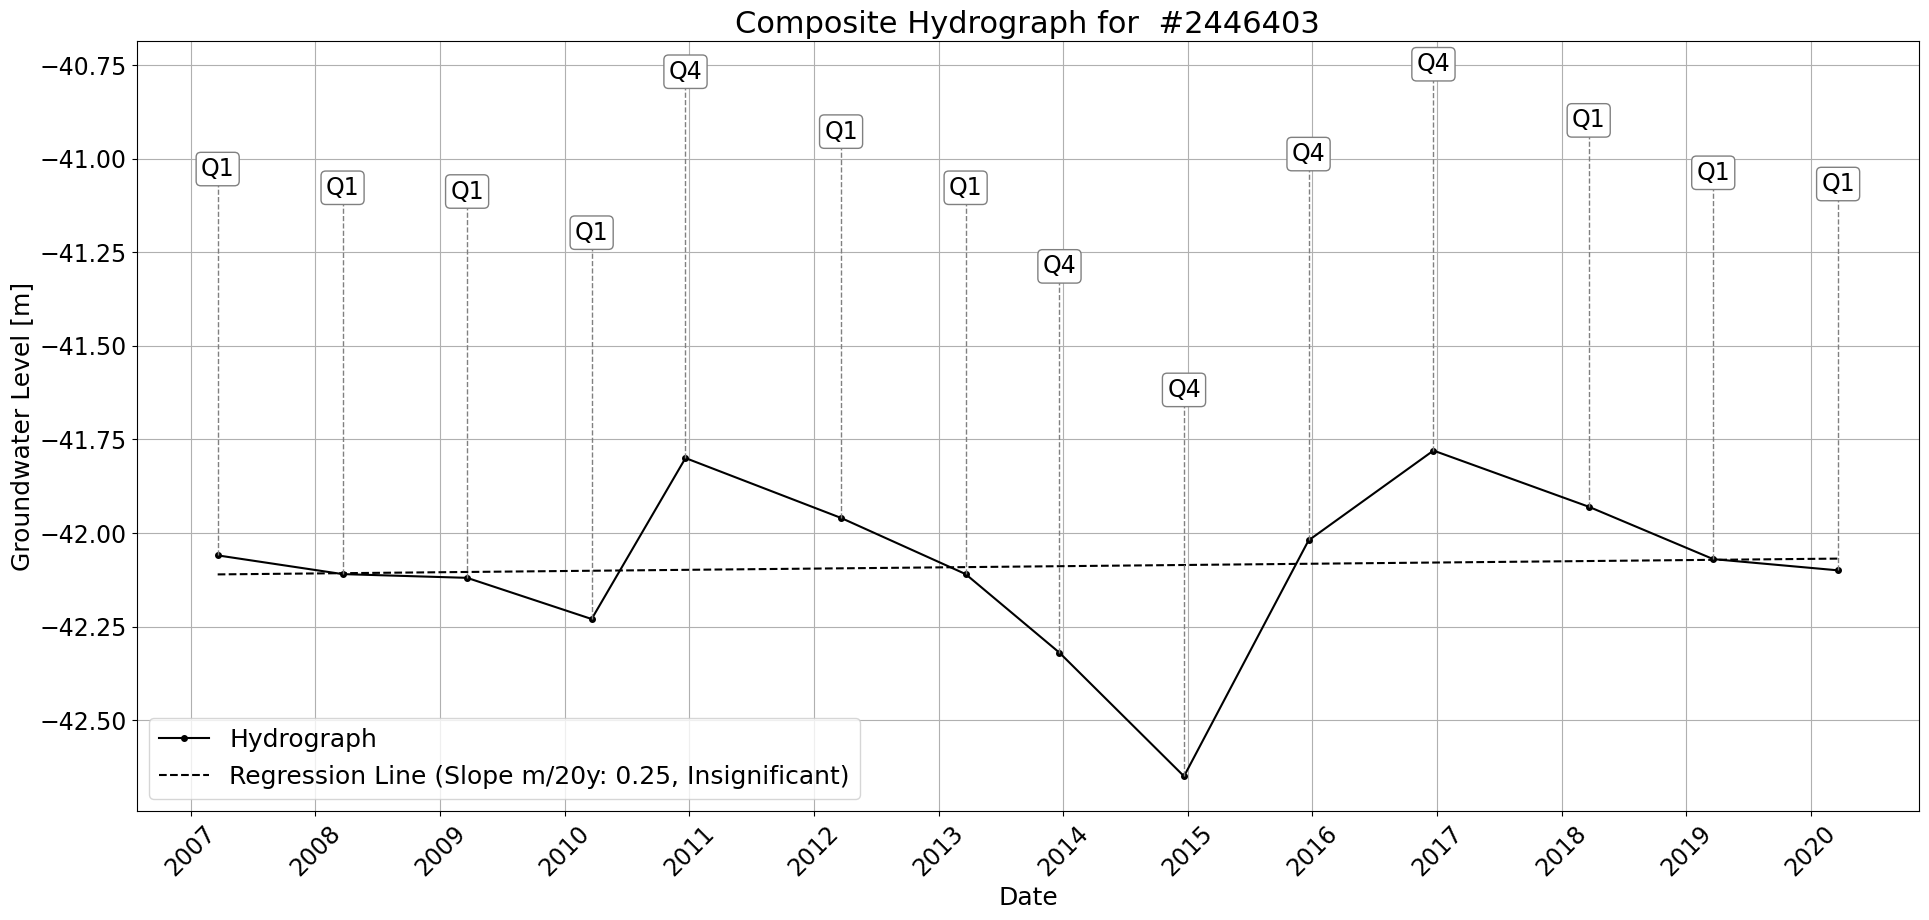 Composite Hydrograph for  #2446403
Groundwater Level [m]
−40.75
−41.00
−41.25
−41.50
−41.75
−42.00
−42.25
−42.50
Q1
Q1
Q1
Q1
Q4
Q1
Q1
Q4
Q4
Q4
Q4
Q1
Q1
Q1
Hydrograph
Regression Line (Slope m/20y: 0.25, Insignificant)
2007
2008
2009
2010
2011
2012
2013
2014
2015
2016
2017
2018
2019
2020
Date